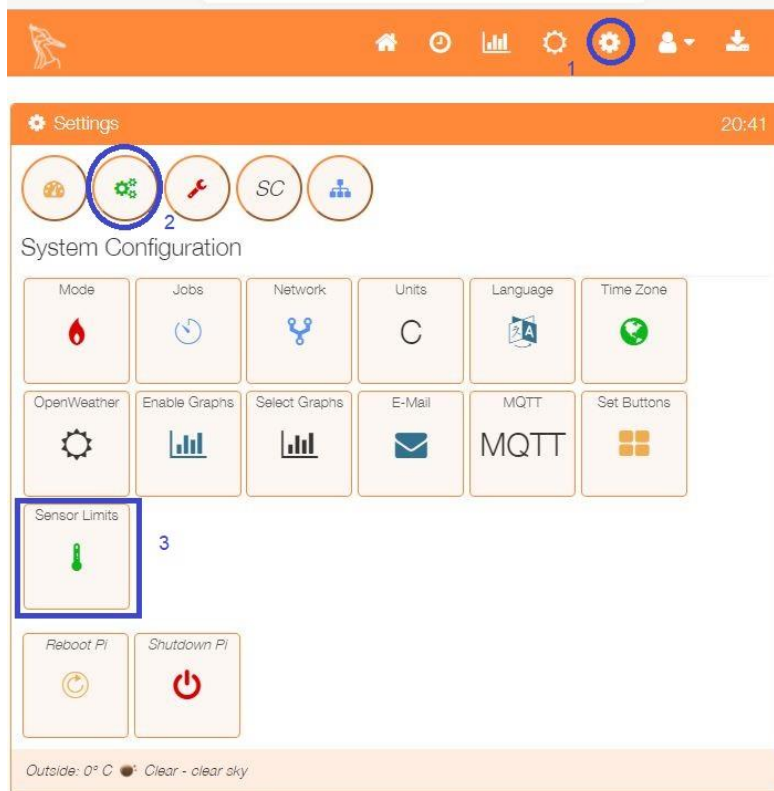 1
Settings 20:41
SC
2
System Configuration
Mode Jobs Network Units Language Time Zone
C A
OpenWeather Enable Graphs Select Graphs E-Mail MQTT Set Buttons
MQTT
Sensor Limits
3
Reboot Pi Shutdown Pi
Outside: 0° C Clear - clear sky